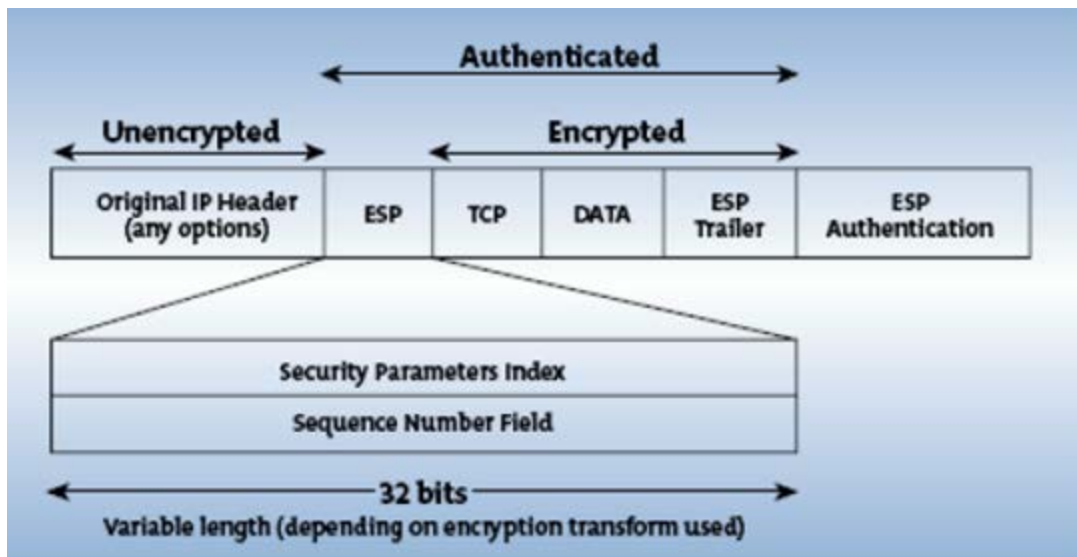 Authenticated
Unencrypted
Encrypted
Original IP Header
(any options)
ESP
TCP
DATA
ESP
Trailer
ESP
Authentication
Security Parameters Index
Sequence Number Field
32 bits
Variable length (depending on encryption transform used)